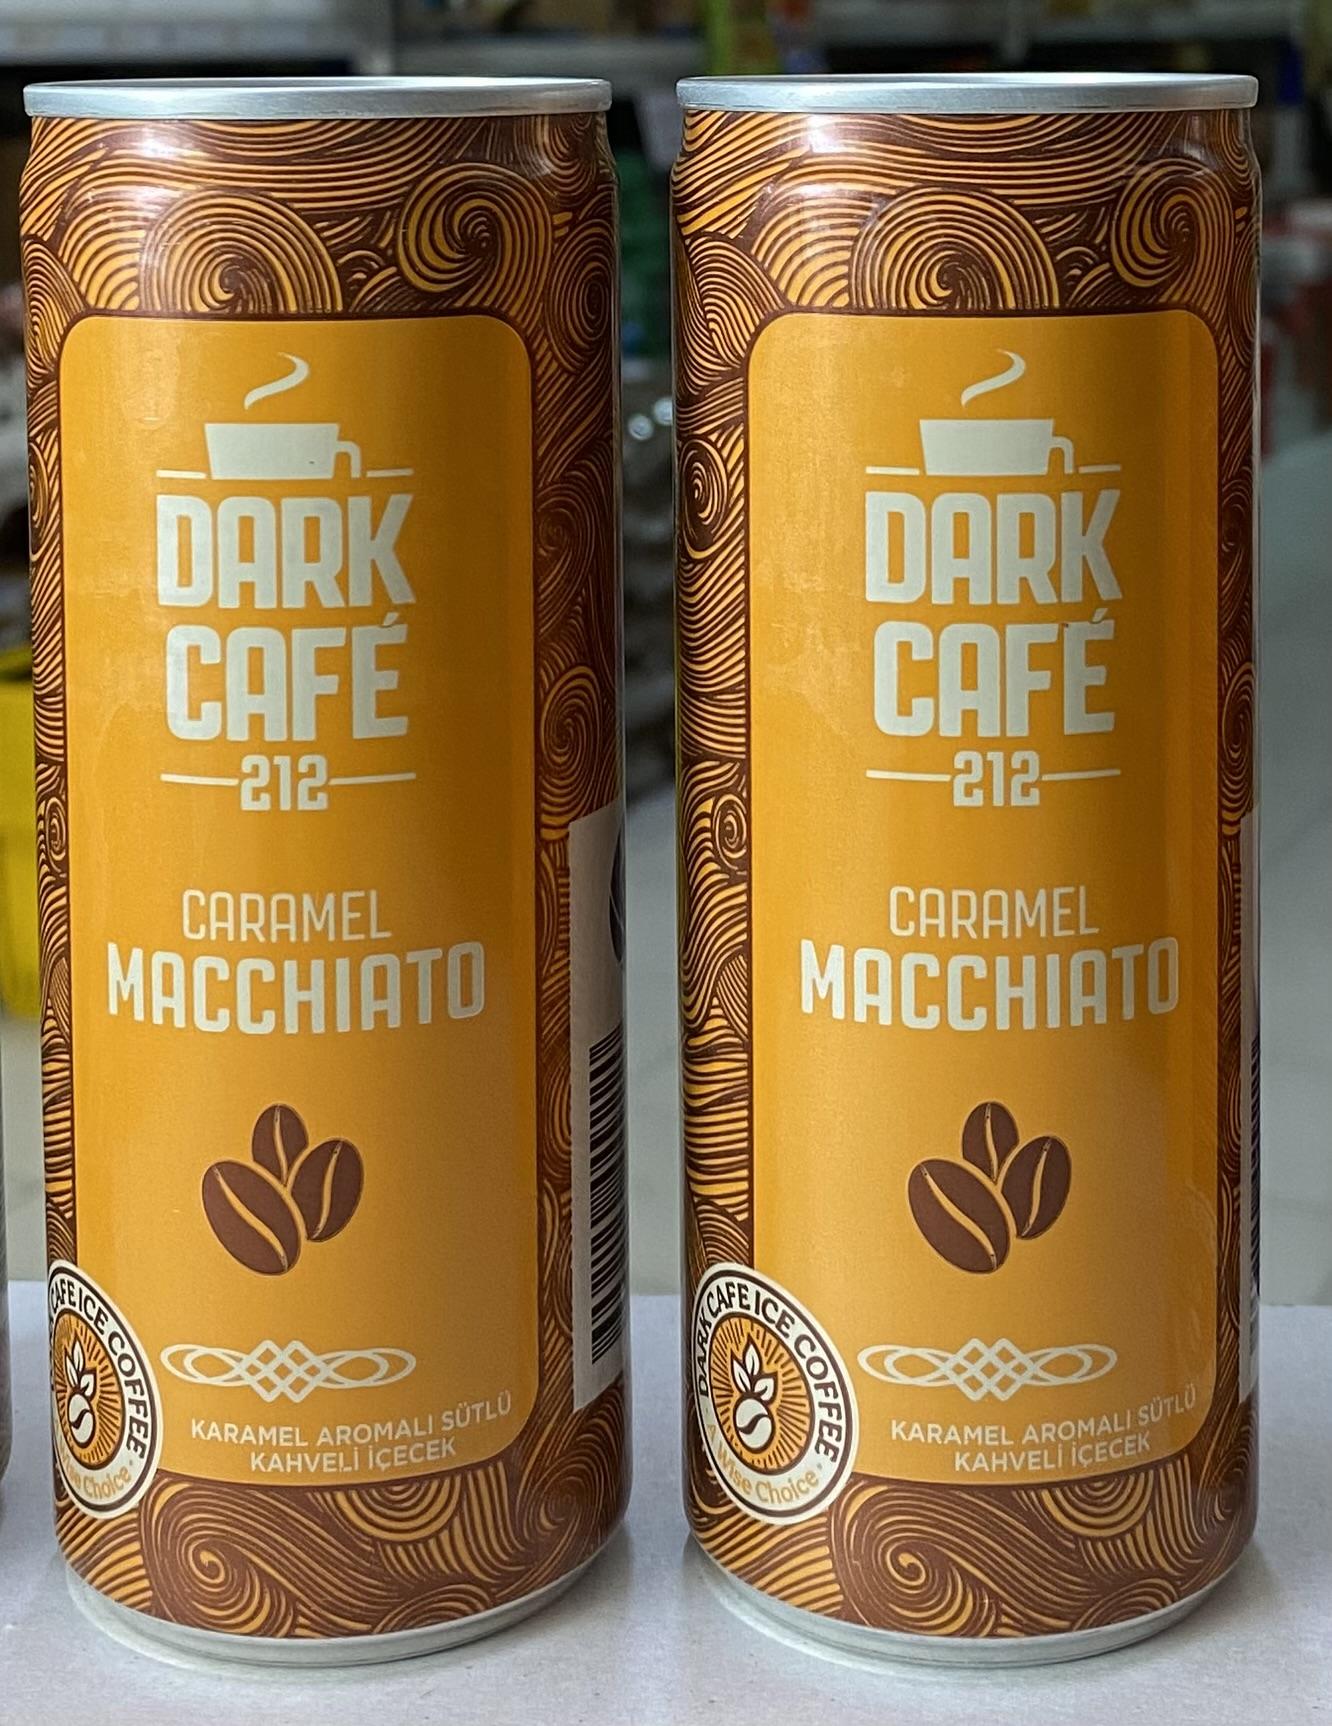 DARK
CAFÉ
212
CARAMEL
MACCHIATO
CAFE ICE COFFEE
Wise Choice
KARAMEL AROMALI SÜTLÜ
KAHVELİ İÇECEK
DARK
CAFÉ
212
CARAMEL
MACCHIATO
DARK CAFE ICE COFFEE
A Wise Choice
KARAMEL AROMALI SÜTLÜ
KAHVELİ İÇECEK